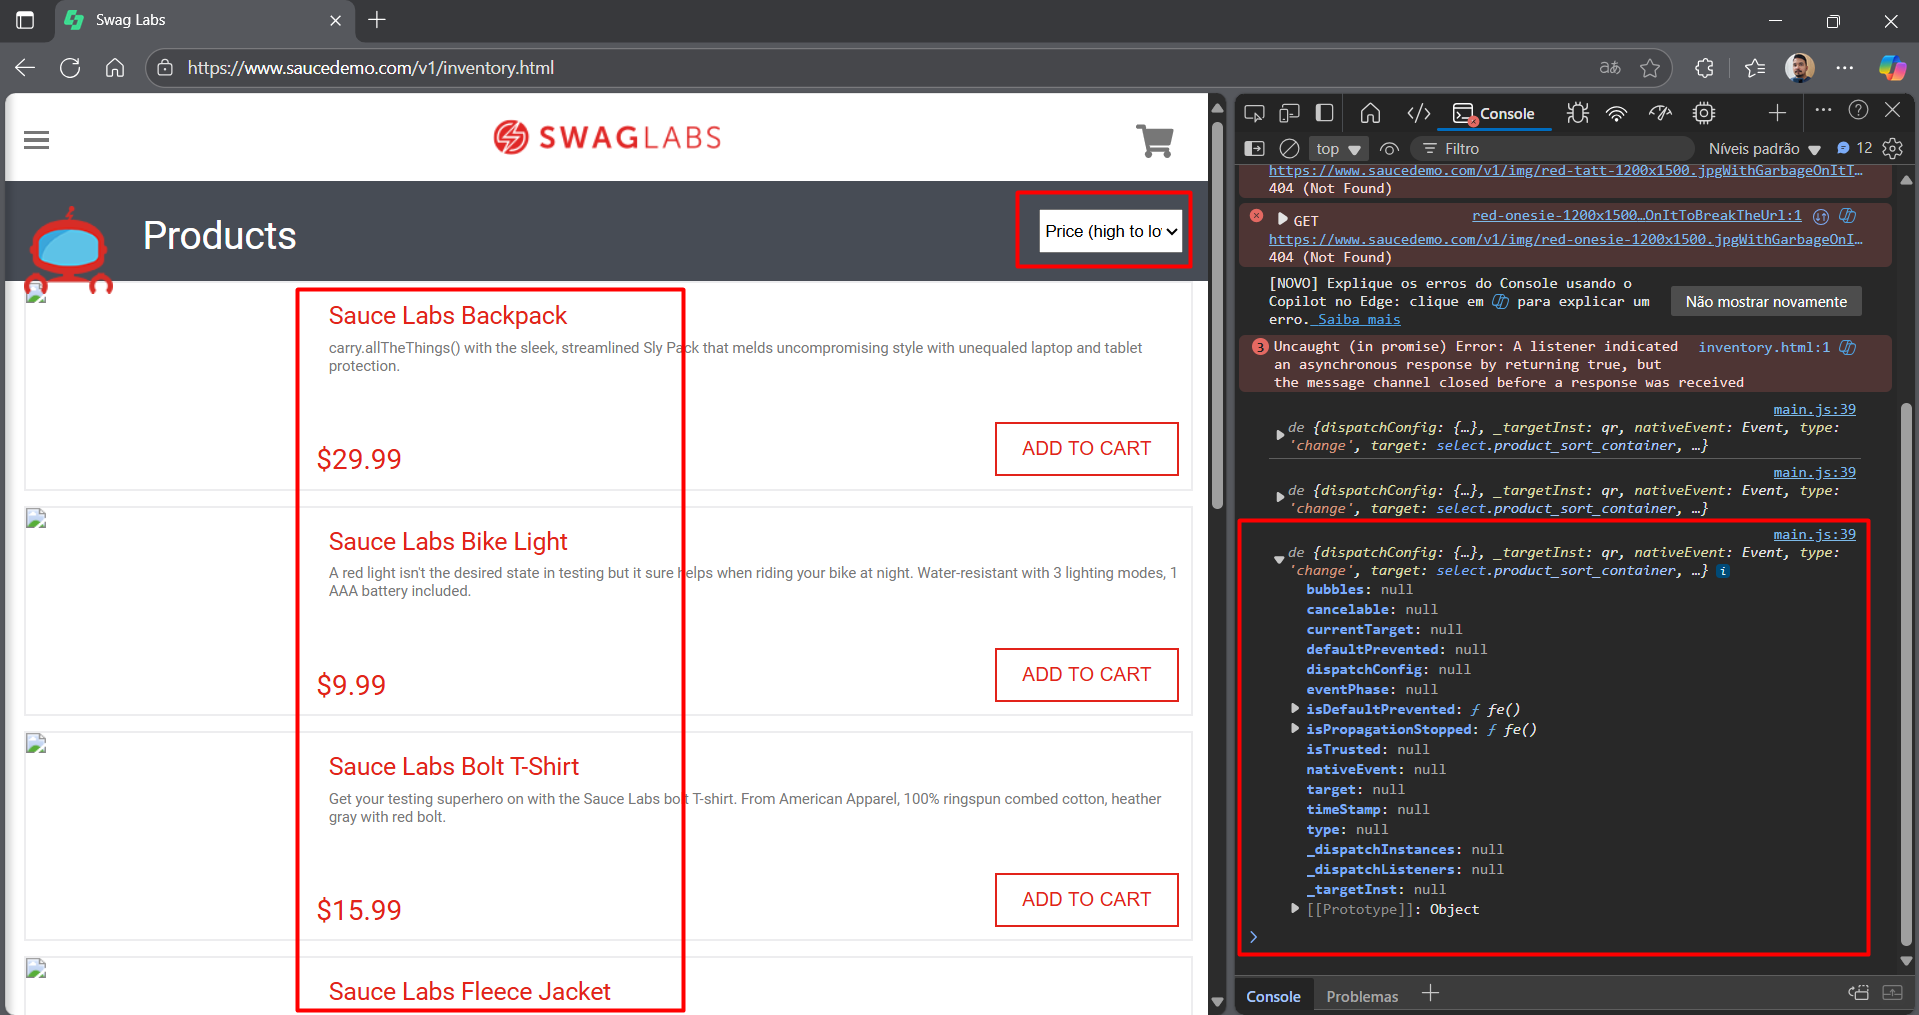 Swag Labs
https://www.saucedemo.com/v1/inventory.html
aあ
SWAGLABS
Products
Price (high to lo
Sauce Labs Backpack
carry.allTheThings() with the sleek, streamlined Sly Pack that melds uncompromising style with unequaled laptop and tablet
protection.
$29.99
ADD TO CART
Sauce Labs Bike Light
A red light isn't the desired state in testing but it sure helps when riding your bike at night. Water-resistant with 3 lighting modes, 1
AAA battery included.
$9.99
ADD TO CART
Sauce Labs Bolt T-Shirt
Get your testing superhero on with the Sauce Labs bolt T-shirt. From American Apparel, 100% ringspun combed cotton, heather
gray with red bolt.
$15.99
ADD TO CART
Sauce Labs Fleece Jacket
Console
top
Filtro
Níveis padrão
12
https://www.saucedemo.com/v1/img/red-tatt-1200x1500.jpgWithGarbageOnItT…
404 (Not Found)
GET
red-onesie-1200x1500…OnItToBreakTheUrl:1
https://www.saucedemo.com/v1/img/red-onesie-1200x1500.jpgWithGarbageOnI…
404 (Not Found)
[NOVO] Explique os erros do Console usando o
Copilot no Edge: clique em para explicar um
erro. Saiba mais
Não mostrar novamente
3 Uncaught (in promise) Error: A listener indicated inventory.html:1
an asynchronous response by returning true, but
the message channel closed before a response was received
main.js:39
de {dispatchConfig: {…}, _targetInst: qr, nativeEvent: Event, type:
'change', target: select.product_sort_container, …}
main.js:39
de {dispatchConfig: {…}, _targetInst: qr, nativeEvent: Event, type:
'change', target: select.product_sort_container, …}
main.js:39
de {dispatchConfig: {…}, _targetInst: qr, nativeEvent: Event, type:
'change', target: select.product_sort_container, …} i
bubbles: null
cancelable: null
currentTarget: null
defaultPrevented: null
dispatchConfig: null
eventPhase: null
isDefaultPrevented: ƒ fe()
isPropagationStopped: ƒ fe()
isTrusted: null
nativeEvent: null
target: null
timeStamp: null
type: null
_dispatchInstances: null
_dispatchListeners: null
_targetInst: null
[[Prototype]]: Object
Console
Problemas